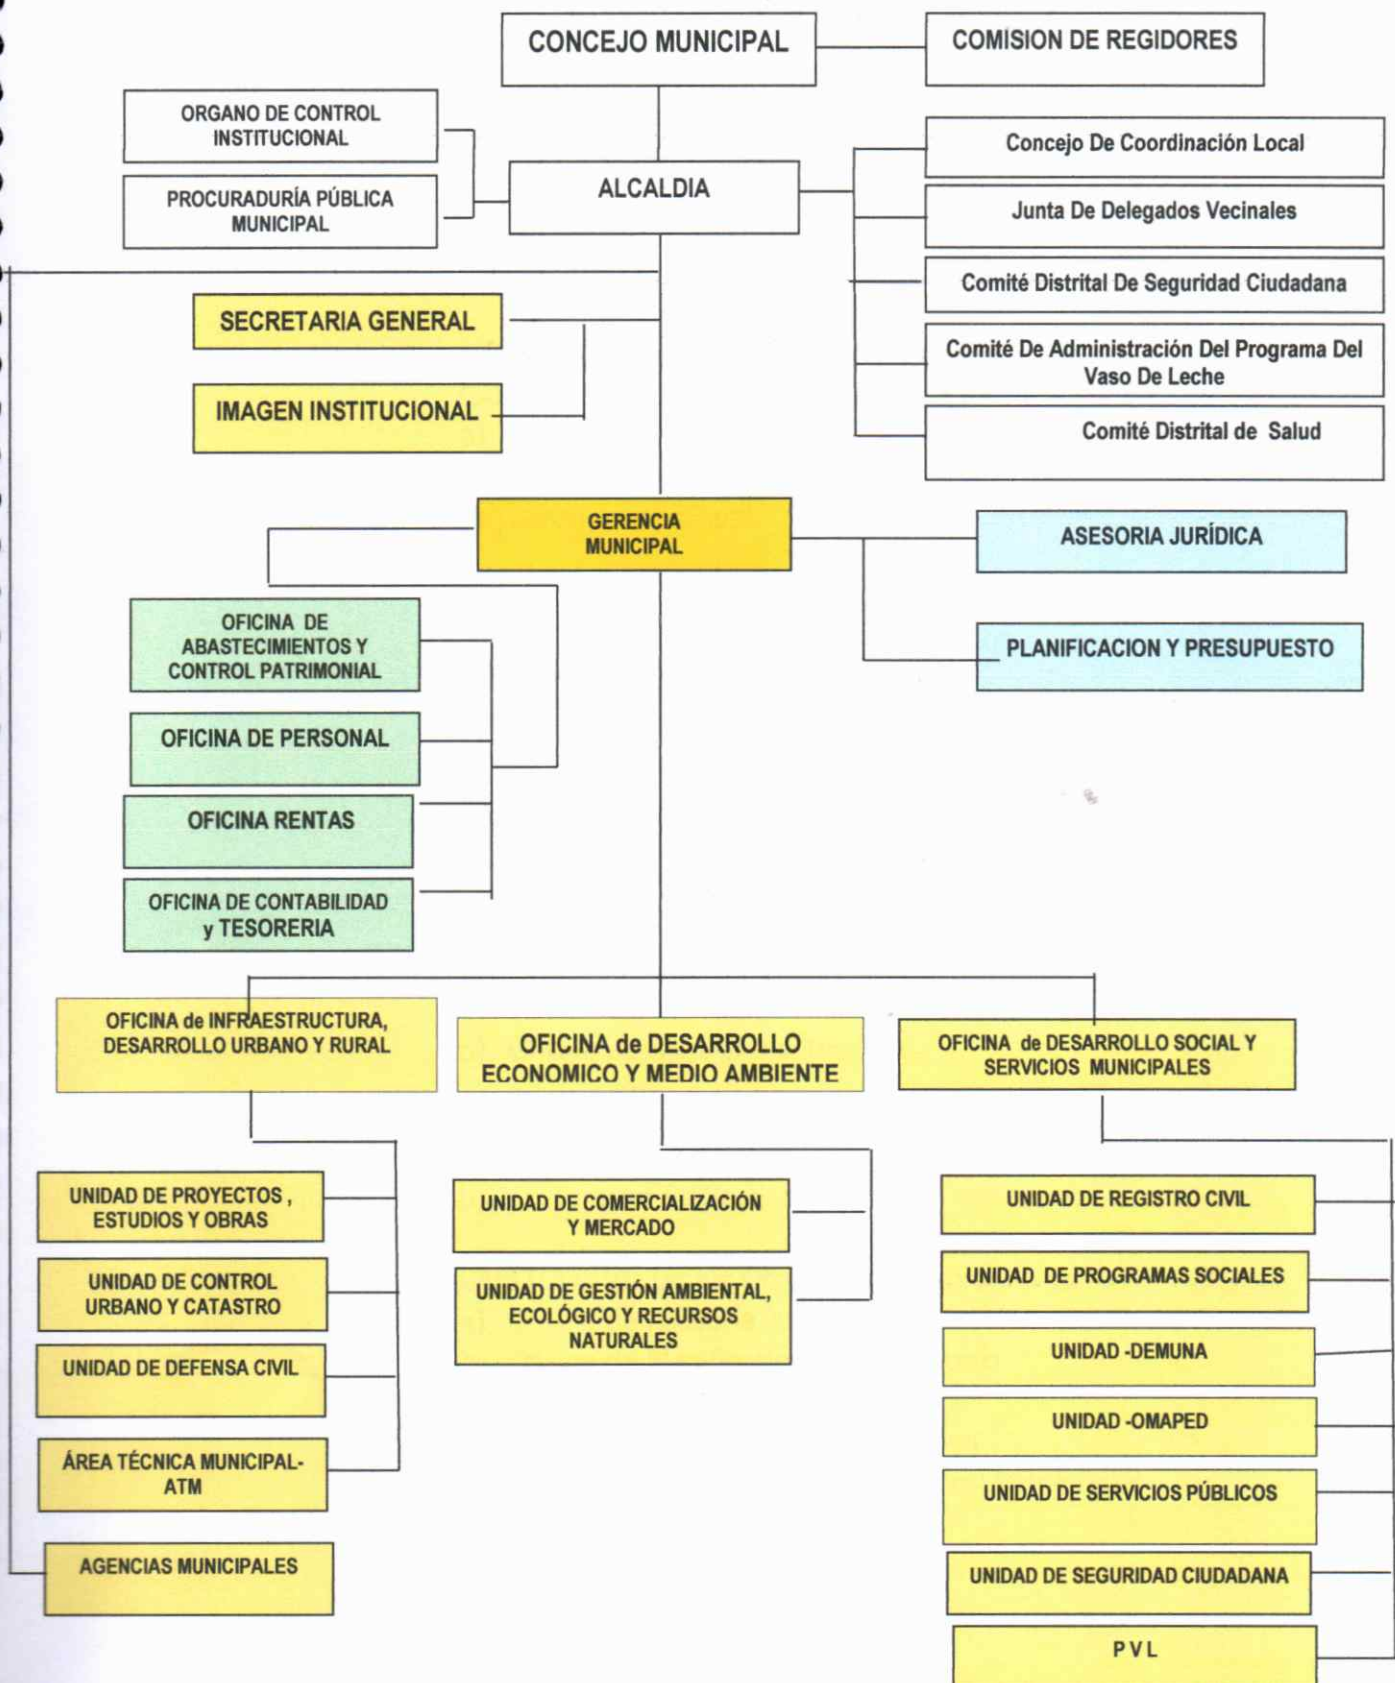 CONCEJO MUNICIPAL
COMISION DE REGIDORES
ORGANO DE CONTROL
INSTITUCIONAL
PROCURADURÍA PÚBLICA
MUNICIPAL
ALCALDIA
Concejo De Coordinación Local
Junta De Delegados Vecinales
Comité Distrital De Seguridad Ciudadana
Comité De Administración Del Programa Del
Vaso De Leche
Comité Distrital de Salud
SECRETARIA GENERAL
IMAGEN INSTITUCIONAL
GERENCIA
MUNICIPAL
ASESORIA JURÍDICA
PLANIFICACION Y PRESUPUESTO
OFICINA DE
ABASTECIMIENTOS Y
CONTROL PATRIMONIAL
OFICINA DE PERSONAL
OFICINA RENTAS
OFICINA DE CONTABILIDAD
y TESORERIA
OFICINA de INFRAESTRUCTURA,
DESARROLLO URBANO Y RURAL
OFICINA de DESARROLLO
ECONOMICO Y MEDIO AMBIENTE
OFICINA de DESARROLLO SOCIAL Y
SERVICIOS MUNICIPALES
UNIDAD DE PROYECTOS ,
ESTUDIOS Y OBRAS
UNIDAD DE CONTROL
URBANO Y CATASTRO
UNIDAD DE DEFENSA CIVIL
ÁREA TÉCNICA MUNICIPAL-
ATM
AGENCIAS MUNICIPALES
UNIDAD DE COMERCIALIZACIÓN
Y MERCADO
UNIDAD DE GESTIÓN AMBIENTAL,
ECOLÓGICO Y RECURSOS
NATURALES
UNIDAD DE REGISTRO CIVIL
UNIDAD DE PROGRAMAS SOCIALES
UNIDAD -DEMUNA
UNIDAD -OMAPED
UNIDAD DE SERVICIOS PÚBLICOS
UNIDAD DE SEGURIDAD CIUDADANA
P V L